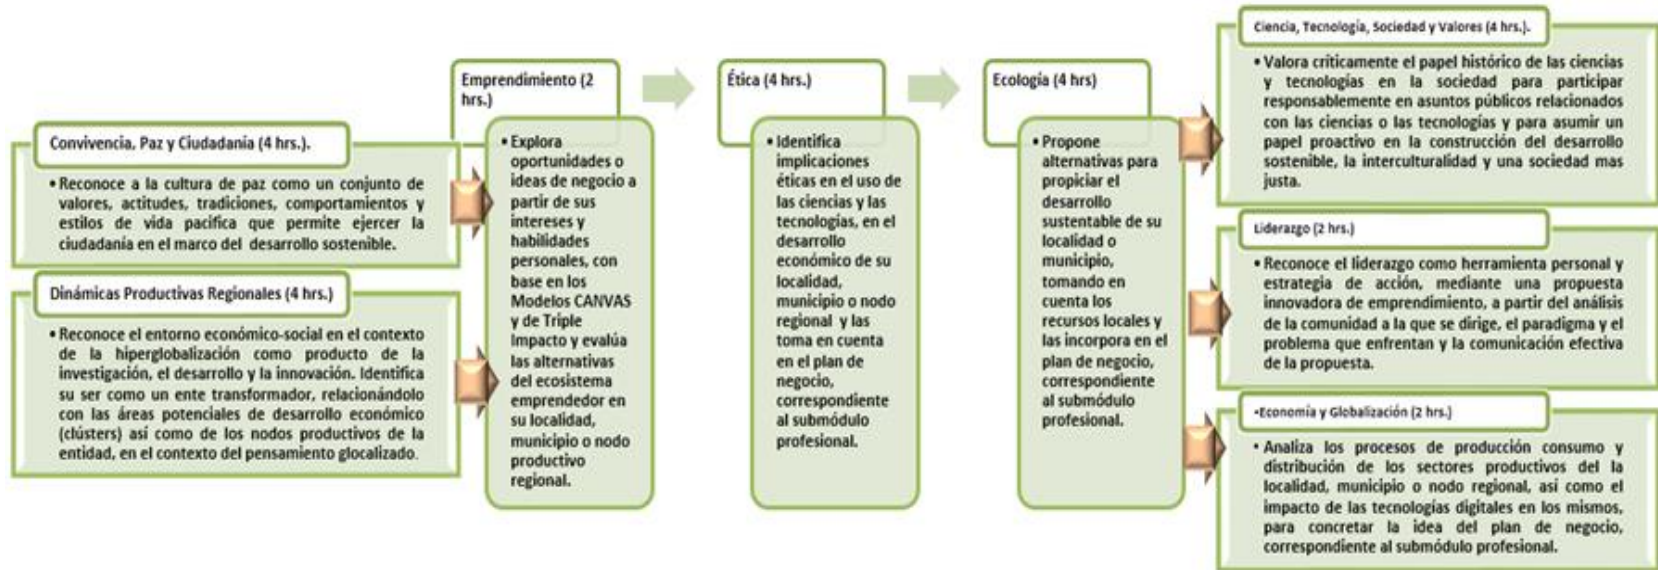 Convivencia, Paz y Ciudadanía (4 hrs.).
• Reconoce a la cultura de paz como un conjunto de
valores, actitudes, tradiciones, comportamientos y
estilos de vida pacifica que permite ejercer la
ciudadanía en el marco del desarrollo sostenible.
Dinámicas Productivas Regionales (4 hrs.)
• Reconoce el entorno económico-social en el contexto
de la hiperglobalización como producto de la
investigación, el desarrollo y la innovación. Identifica
su ser como un ente transformador, relacionándolo
con las áreas potenciales de desarrollo económico
(clústers) así como de los nodos productivos de la
entidad, en el contexto del pensamiento glocalizado.
Emprendimiento (2
hrs.)
• Explora
oportunidades o
ideas de negocio a
partir de sus
intereses y
habilidades
personales, con
base en los
Modelos CANVAS
y de Triple
Impacto y evalúa
las alternativas
del ecosistema
emprendedor en
su localidad,
municipio o nodo
productivo
regional.
Ética (4 hrs.)
• Identifica
implicaciones
éticas en el uso de
las ciencias y las
tecnologías, en el
desarrollo
económico de su
localidad,
municipio o nodo
regional y las
toma en cuenta
en el plan de
negocio,
correspondiente
al submódulo
profesional.
Ecología (4 hrs)
• Propone
alternativas para
propiciar el
desarrollo
sustentable de su
localidad o
municipio,
tomando en
cuenta los
recursos locales y
las incorpora en el
plan de negocio,
correspondiente
al submódulo
profesional.
Ciencia, Tecnología, Sociedad y Valores (4 hrs.).
• Valora críticamente el papel histórico de las ciencias
y tecnologías en la sociedad para participar
responsablemente en asuntos públicos relacionados
con las ciencias o las tecnologías y para asumir un
papel proactivo en la construcción del desarrollo
sostenible, la interculturalidad y una sociedad mas
justa.
Liderazgo (2 hrs.)
• Reconoce el liderazgo como herramienta personal y
estrategia de acción, mediante una propuesta
innovadora de emprendimiento, a partir del análisis
de la comunidad a la que se dirige, el paradigma y el
problema que enfrentan y la comunicación efectiva
de la propuesta.
-Economía y Globalización (2 hrs.)
• Analiza los procesos de producción consumo y
distribución de los sectores productivos del la
localidad, municipio o nodo regional, así como el
impacto de las tecnologías digitales en los mismos,
para concretar la idea del plan de negocio,
correspondiente al submódulo profesional.